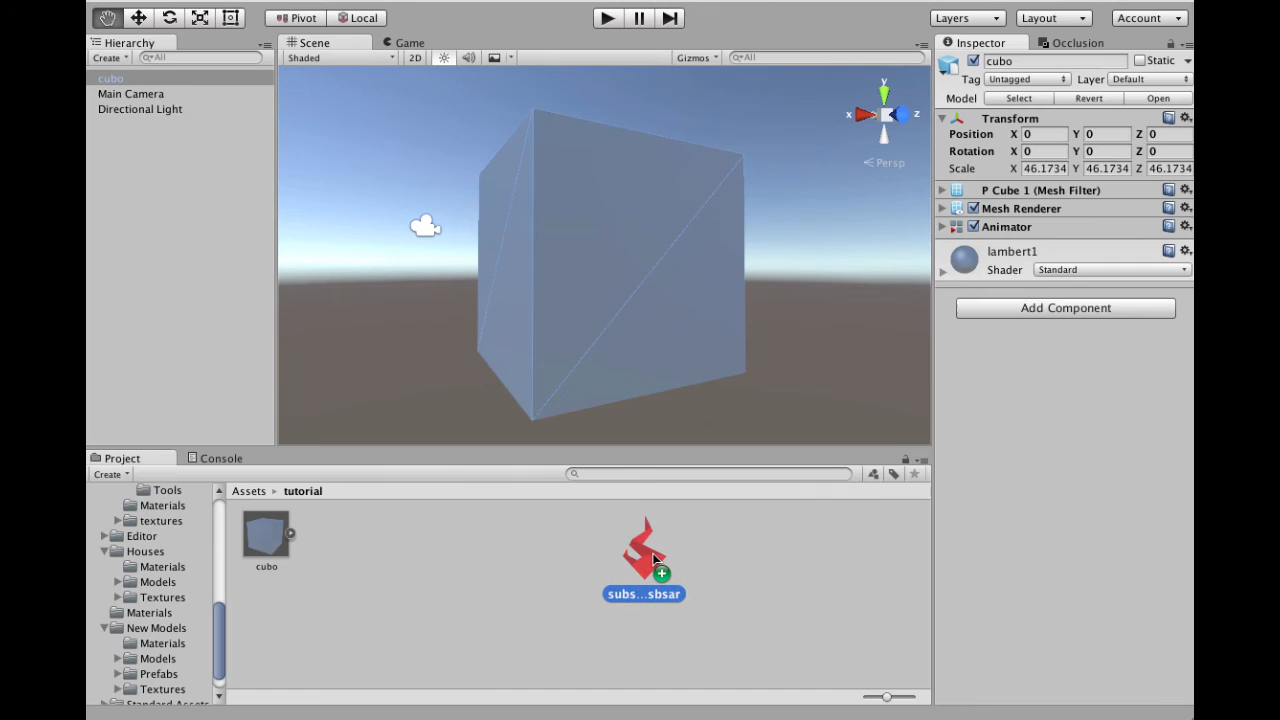 Pivot Local
Layers Layout Account
Hierarchy
Create All
cubo
Main Camera
Directional Light
Scene Game
Shaded 2D Gizmos All
y
x z
Persp
Inspector Occlusion
cubo Static
Tag Untagged Layer Default
Model Select Revert Open
Transform
Position X 0 Y 0 Z 0
Rotation X 0 Y 0 Z 0
Scale X 46.1734 Y 46.1734 Z 46.1734
P Cube 1 (Mesh Filter)
Mesh Renderer
Animator
lambert1
Shader Standard
Add Component
Project Console
Create
Tools
Materials
textures
Editor
Houses
Materials
Models
Textures
Materials
New Models
Materials
Models
Prefabs
Textures
Standard Assets
Assets tutorial
cubo
subs...sbsar